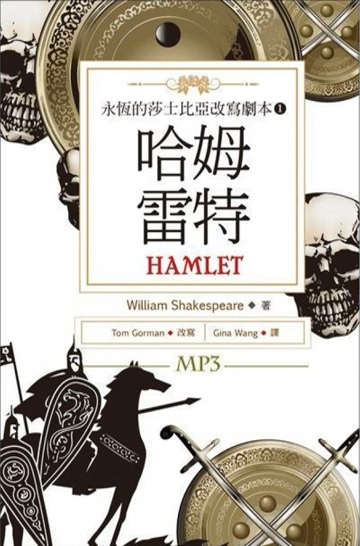 永恆的莎士比亞改寫劇本❶
哈姆
雷特
HAMLET
William Shakespeare ◆ 著
Tom Gorman ◆ 改寫 | Gina Wang ◆ 譯
MP3